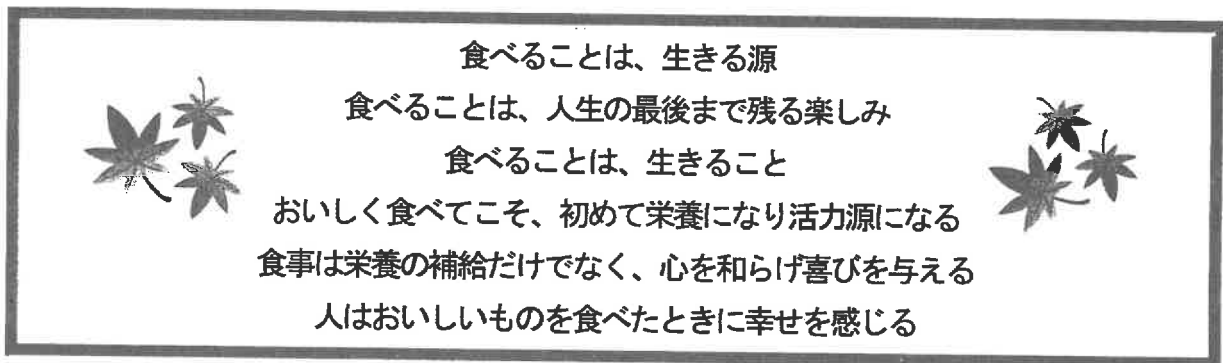 食べることは、生きる源
食べることは、人生の最後まで残る楽しみ
食べることは、生きること
おいしく食べてこそ、初めて栄養になり活力源になる
食事は栄養の補給だけでなく、心を和らげ喜びを与える
人はおいしいものを食べたときに幸せを感じる